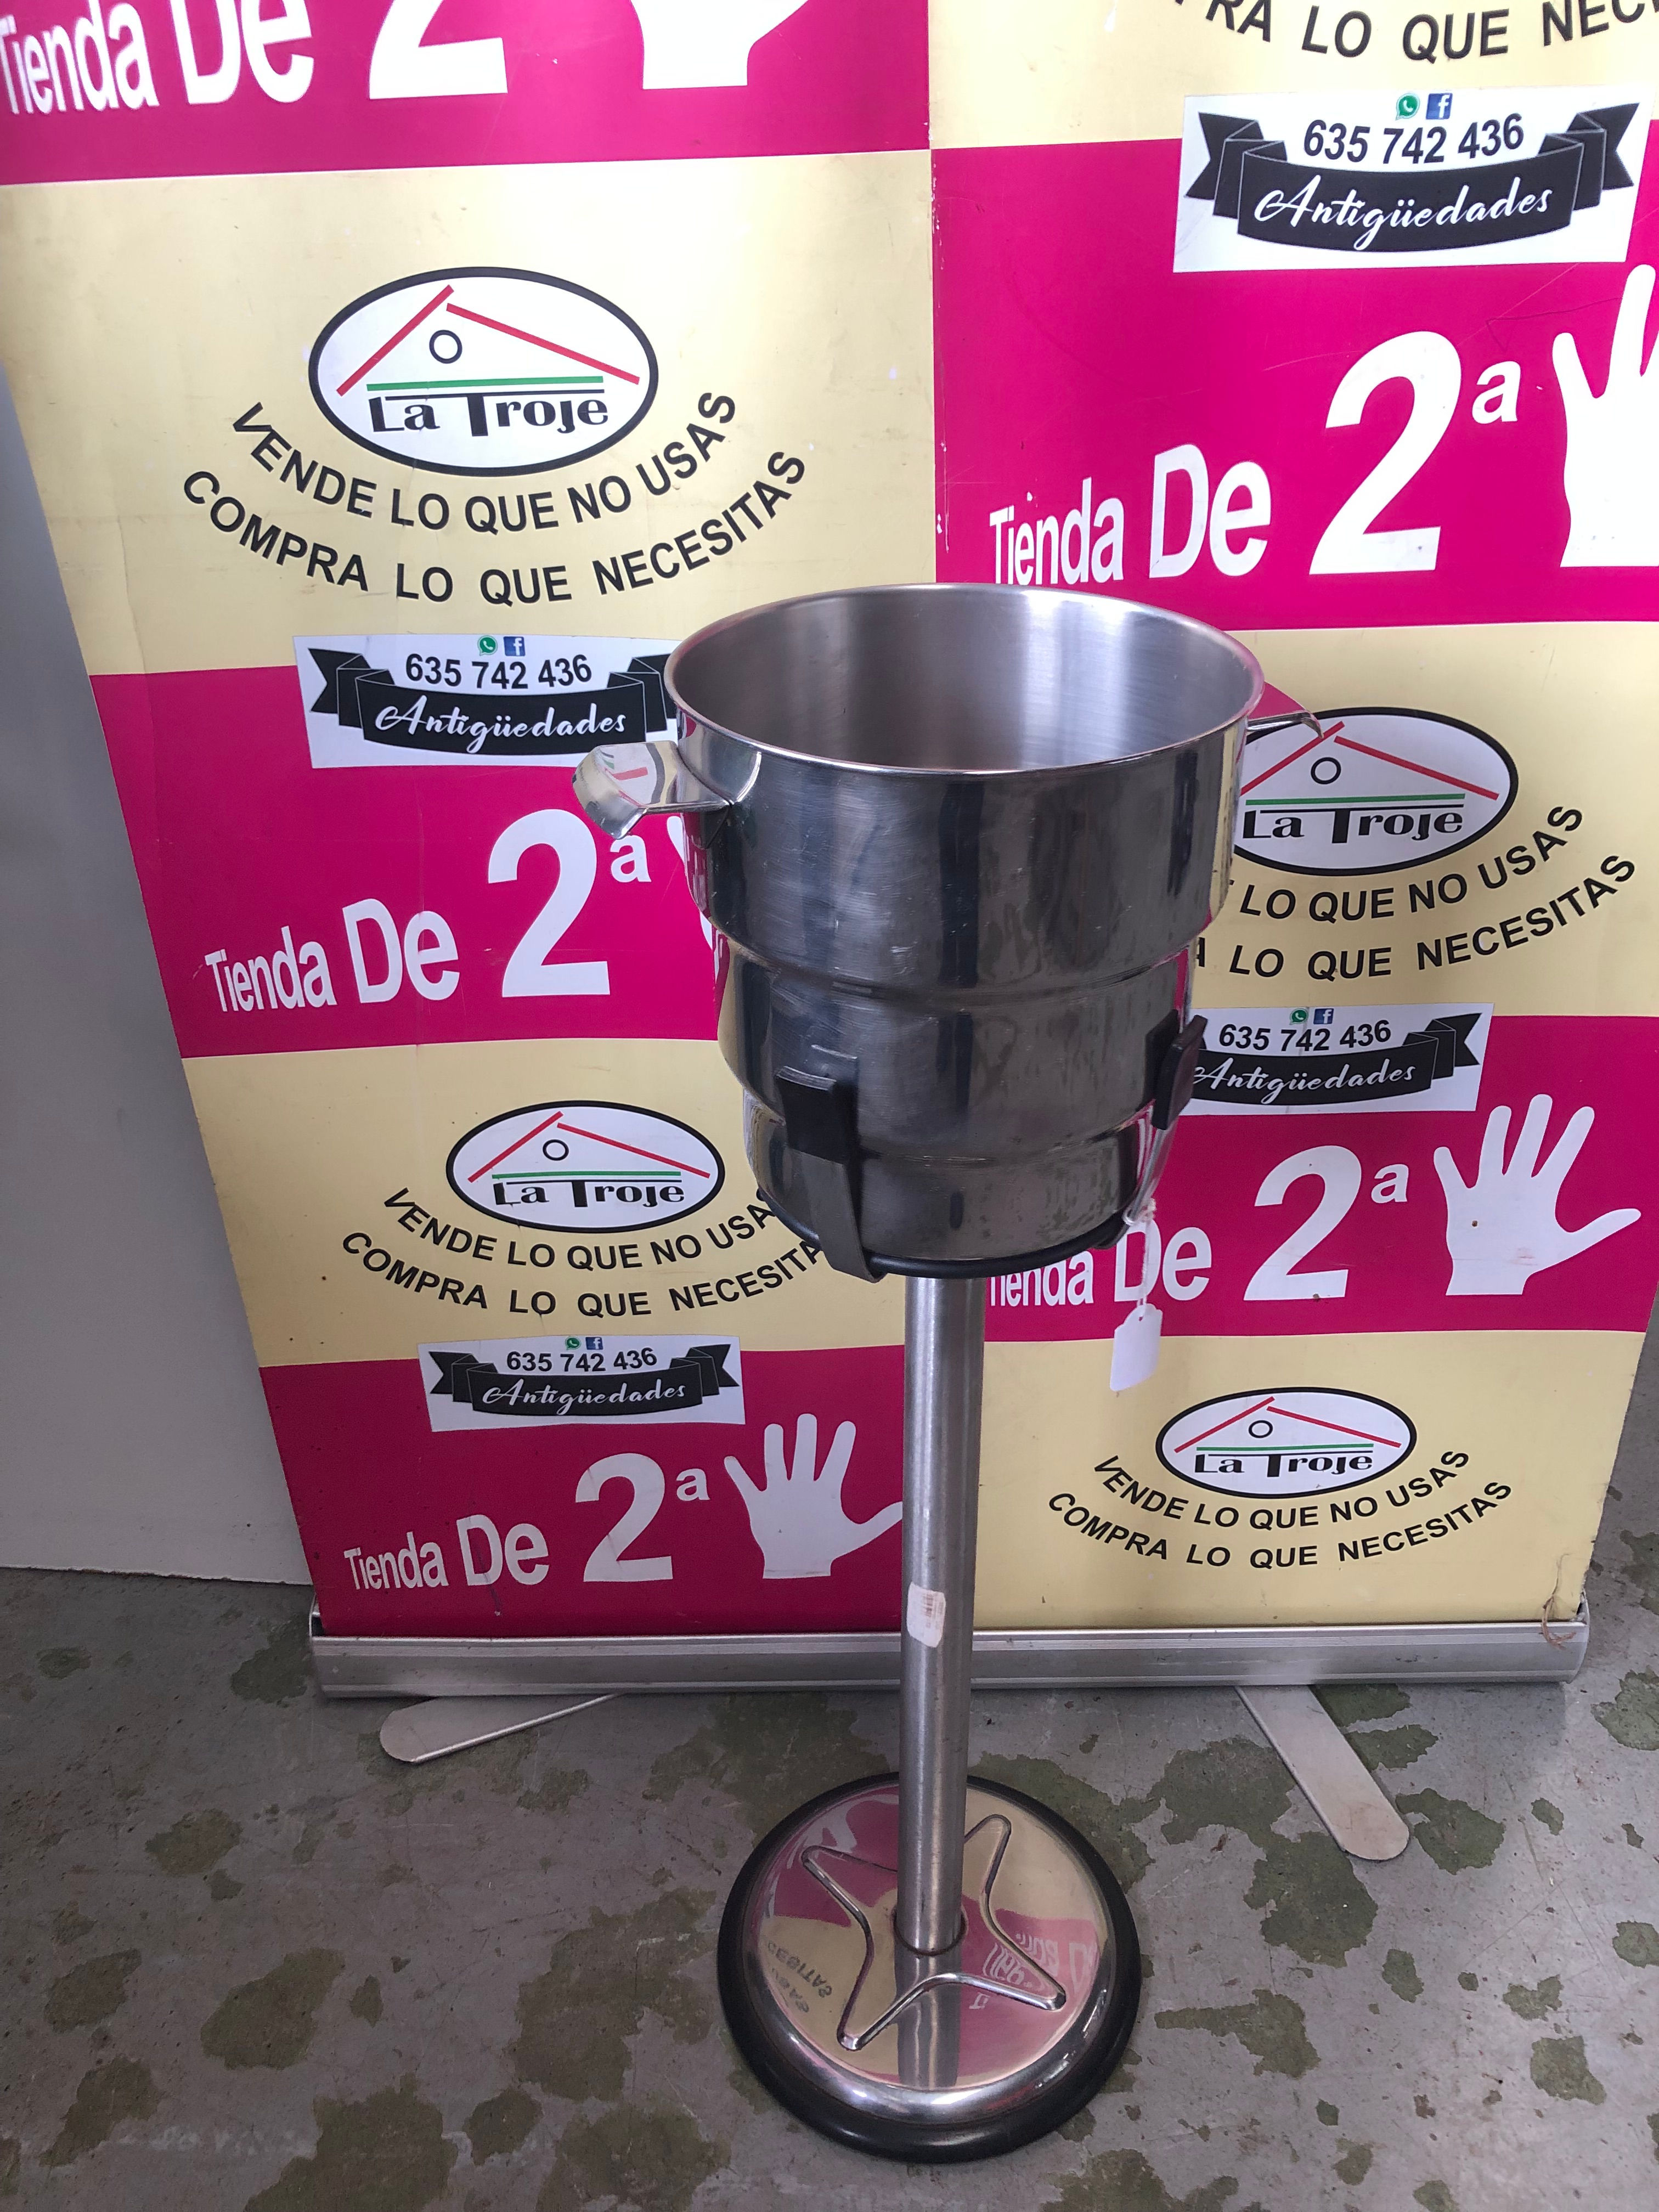 Tienda De 2
RA LO QUE NEC
635 742 436
Antigüedades
La Troje
VENDE LO QUE NO USAS
COMPRA LO QUE NECESITAS
Tienda De 2ª
635 742 436
Antigüedades
La Troje
LO QUE NO USAS
LO QUE NECESITAS
Tienda De 2ª
635 742 436
Antigüedades
La Troje
VENDE LO QUE NO USA
COMPRA LO QUE NECESITA
Tienda De 2ª
635 742 436
Antigüedades
Tienda De 2ª
La Troje
VENDE LO QUE NO USAS
COMPRA LO QUE NECESITAS